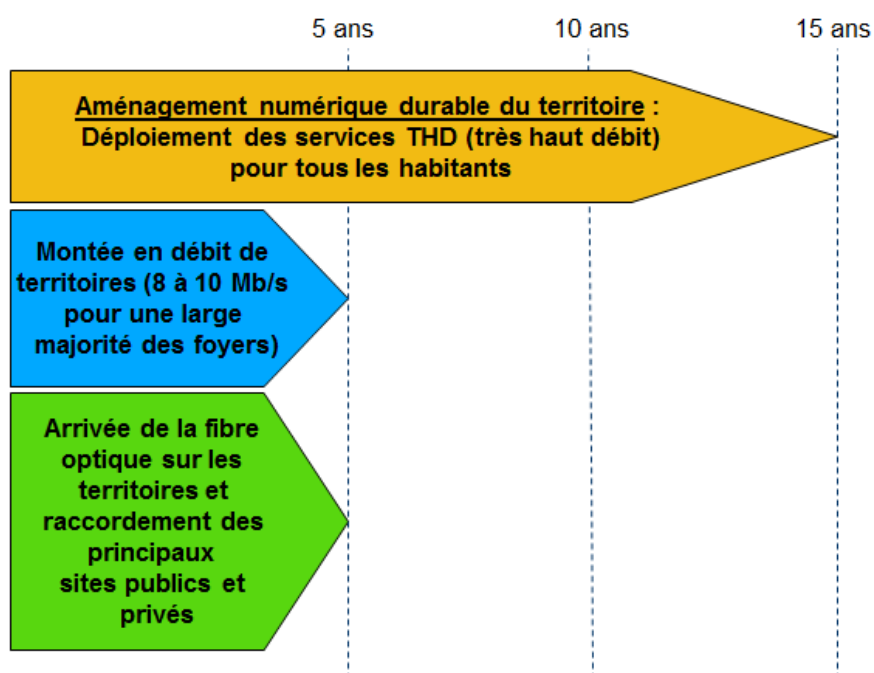 5 ans
10 ans
15 ans
Aménagement numérique durable du territoire :
Déploiement des services THD (très haut débit)
pour tous les habitants
Montée en débit de
territoires (8 à 10 Mb/s
pour une large
majorité des foyers)
Arrivée de la fibre
optique sur les
territoires et
raccordement des
principaux
sites publics et
privés